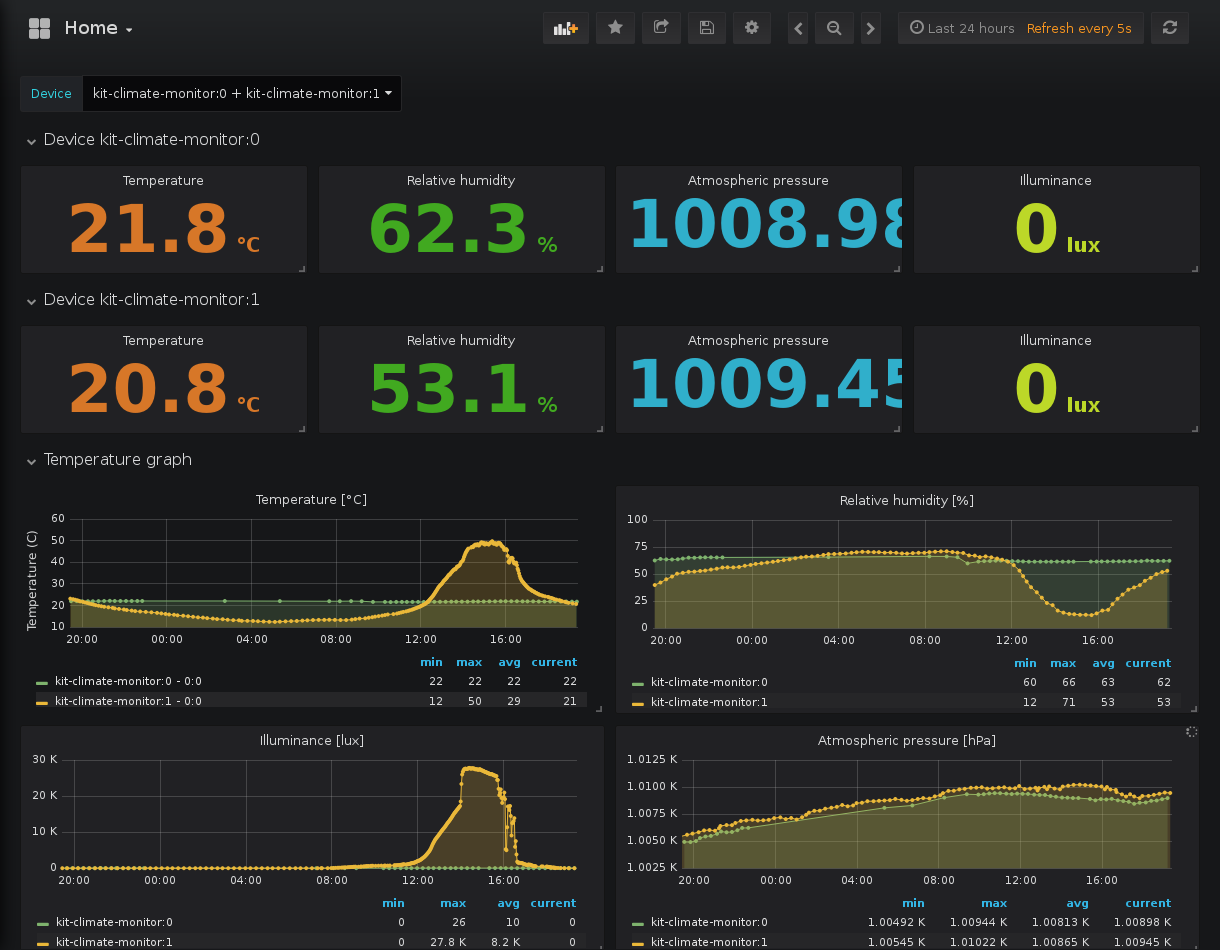 Home
Last 24 hours Refresh every 5s
Device kit-climate-monitor:0 + kit-climate-monitor:1
Device kit-climate-monitor:0
Temperature Relative humidity Atmospheric pressure Illuminance
21.8 °C 62.3 % 1008.98 0 lux
Device kit-climate-monitor:1
Temperature Relative humidity Atmospheric pressure Illuminance
20.8 °C 53.1 % 1009.45 0 lux
Temperature graph
Temperature [°C]
Temperature (C)
60
50
40
30
20
10
20:00 00:00 04:00 08:00 12:00 16:00
min max avg current
kit-climate-monitor:0 - 0:0 22 22 22 22
kit-climate-monitor:1 - 0:0 12 50 29 21
Relative humidity [%]
100
75
50
25
0
20:00 00:00 04:00 08:00 12:00 16:00
min max avg current
kit-climate-monitor:0 60 66 63 62
kit-climate-monitor:1 12 71 53 53
Illuminance [lux]
30 K
20 K
10 K
0
20:00 00:00 04:00 08:00 12:00 16:00
min max avg current
kit-climate-monitor:0 0 26 10 0
kit-climate-monitor:1 0 27.8 K 8.2 K 0
Atmospheric pressure [hPa]
1.0125 K
1.0100 K
1.0075 K
1.0050 K
1.0025 K
20:00 00:00 04:00 08:00 12:00 16:00
min max avg current
kit-climate-monitor:0 1.00492 K 1.00944 K 1.00813 K 1.00898 K
kit-climate-monitor:1 1.00545 K 1.01022 K 1.00865 K 1.00945 K